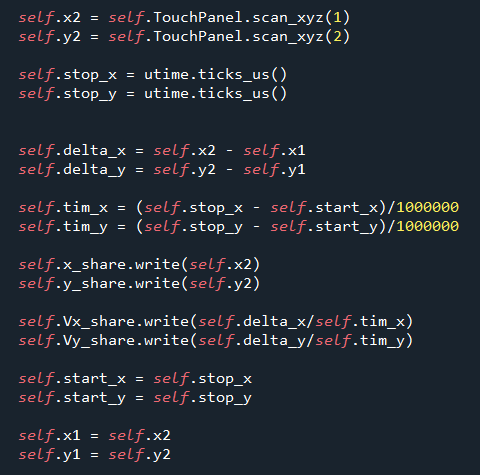 self.x2 = self.TouchPanel.scan_xyz(1)
self.y2 = self.TouchPanel.scan_xyz(2)
self.stop_x = utime.ticks_us()
self.stop_y = utime.ticks_us()
self.delta_x = self.x2 - self.x1
self.delta_y = self.y2 - self.y1
self.tim_x = (self.stop_x - self.start_x)/1000000
self.tim_y = (self.stop_y - self.start_y)/1000000
self.x_share.write(self.x2)
self.y_share.write(self.y2)
self.Vx_share.write(self.delta_x/self.tim_x)
self.Vy_share.write(self.delta_y/self.tim_y)
self.start_x = self.stop_x
self.start_y = self.stop_y
self.x1 = self.x2
self.y1 = self.y2